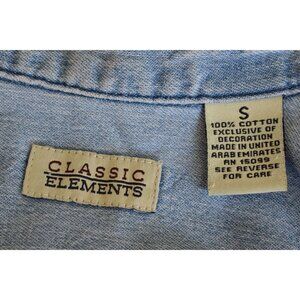 CLASSIC
ELEMENTS
S
100% COTTON
EXCLUSIVE OF
DECORATION
MADE IN UNITED
ARAB EMIRATES
RN 15099
SEE REVERSE
FOR CARE